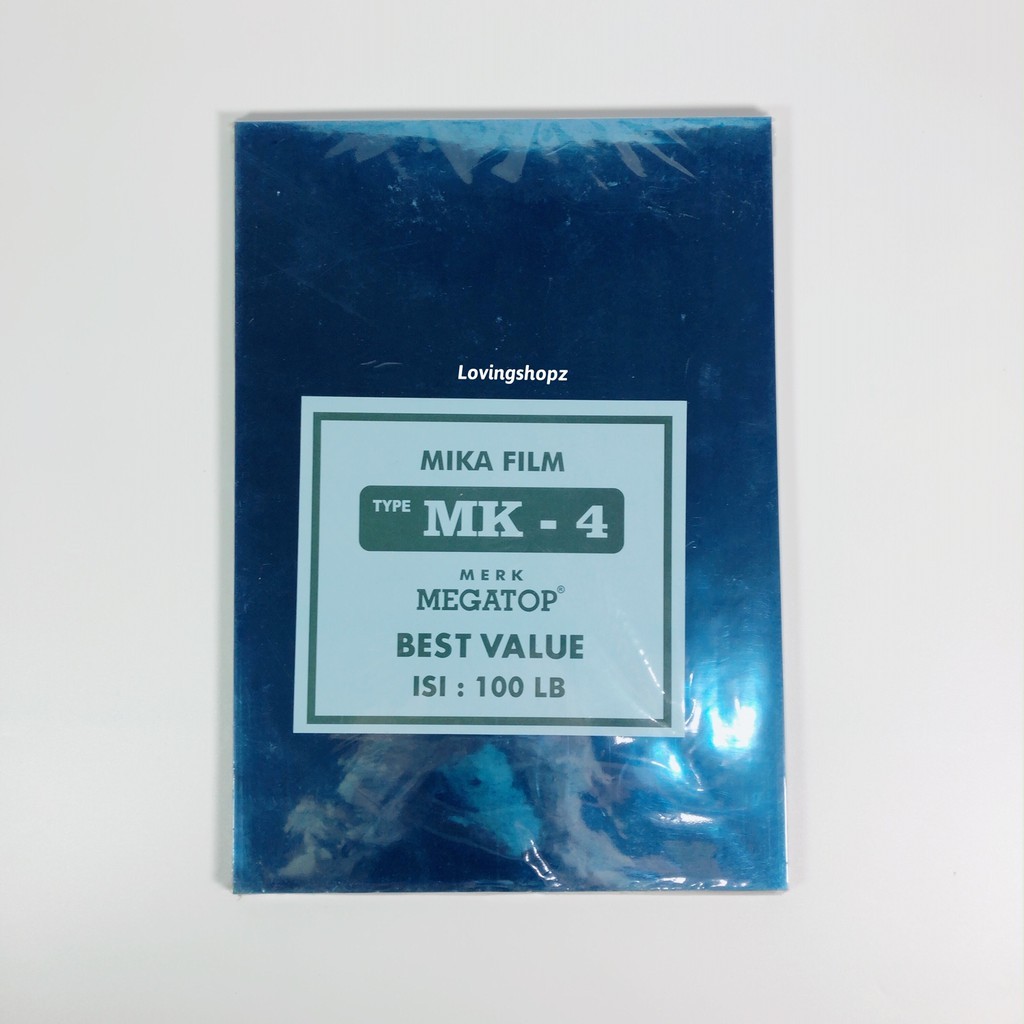 Lovingshopz
MIKA FILM
TYPE MK - 4
MERK
MEGATOP®
BEST VALUE
ISI : 100 LB